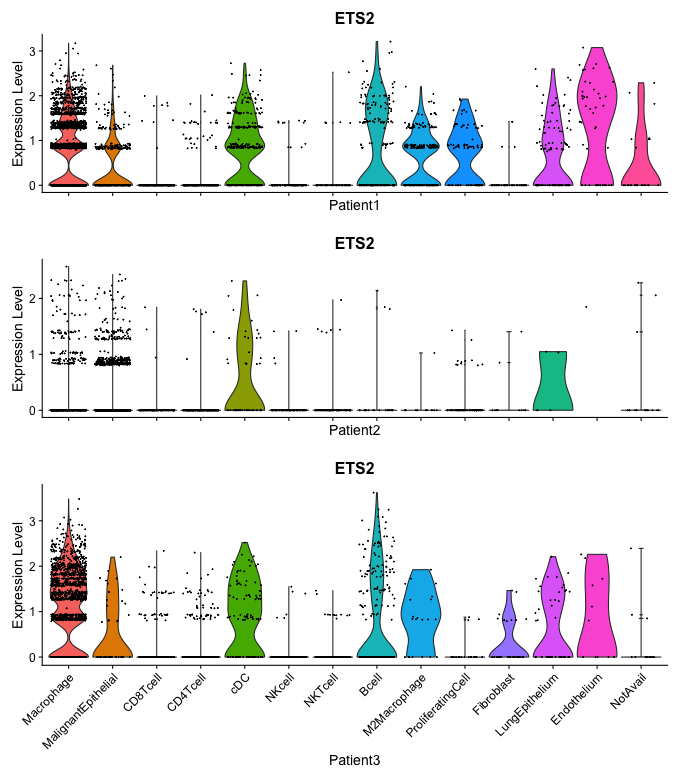 ETS2
Expression Level
3
2
1
0
Patient1
ETS2
Expression Level
2
1
0
Patient2
ETS2
Expression Level
3
2
1
0
Macrophage
MalignantEpithelial
CD8Tcell
CD4Tcell
cDC
NKcell
NKTcell
Bcell
M2Macrophage
ProliferatingCell
Fibroblast
LungEpithelium
Endothelium
NotAvail
Patient3